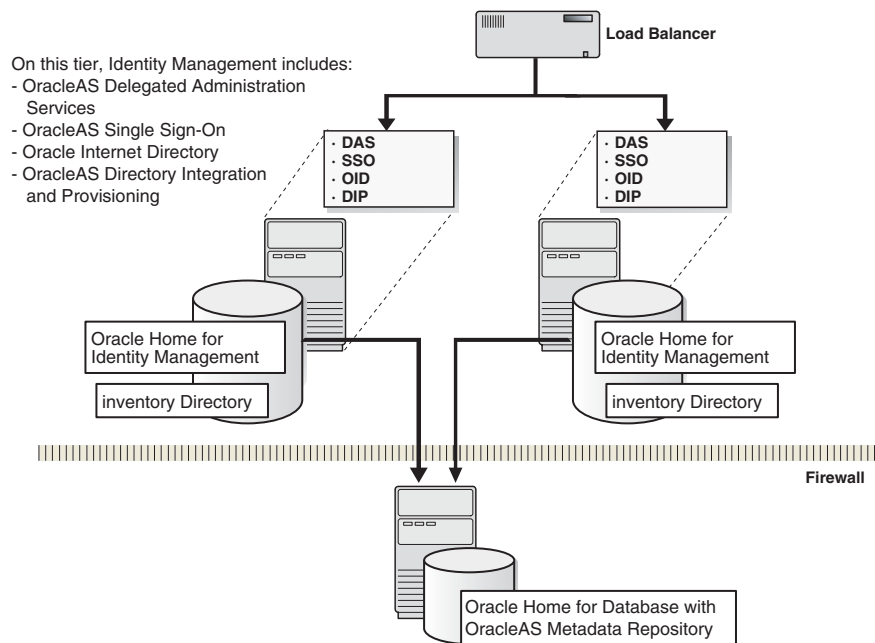 Load Balancer
On this tier, Identity Management includes:
- OracleAS Delegated Administration
Services
- OracleAS Single Sign-On
- Oracle Internet Directory
- OracleAS Directory Integration
and Provisioning
· DAS
· SSO
· OID
· DIP
· DAS
· SSO
· OID
· DIP
Oracle Home for
Identity Management
inventory Directory
Oracle Home for
Identity Management
inventory Directory
Firewall
Oracle Home for Database with
OracleAS Metadata Repository